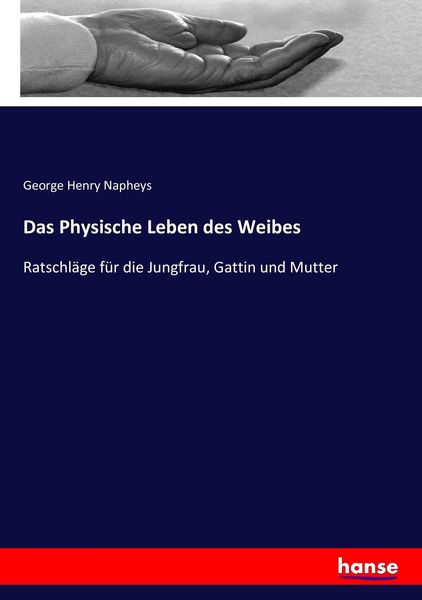 George Henry Napheys
Das Physische Leben des Weibes
Ratschläge für die Jungfrau, Gattin und Mutter
hanse